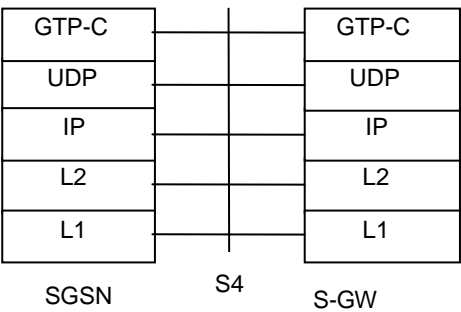 GTP-C GTP-C
UDP UDP
IP IP
L2 L2
L1 L1
SGSN S4 S-GW